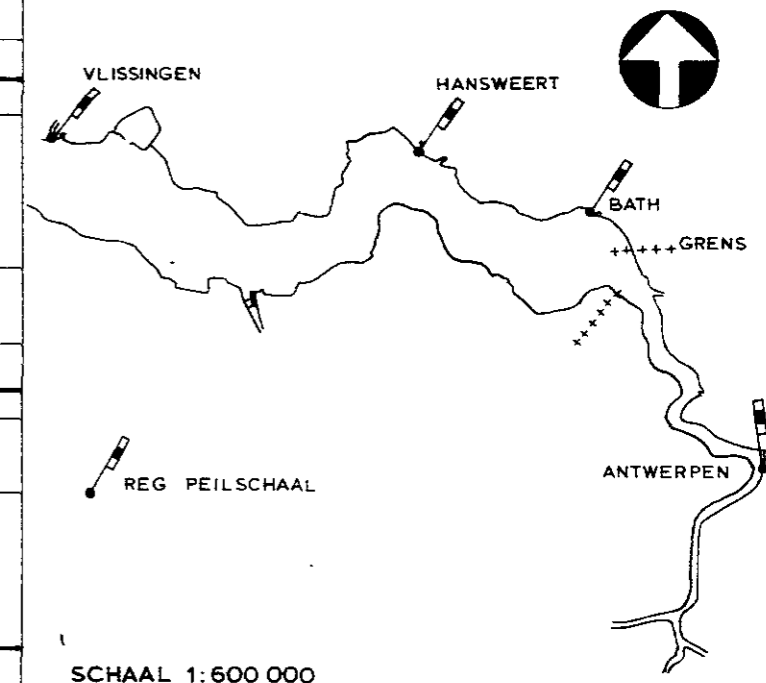 VLISSINGEN
HANSWEERT
BATH
GRENS
REG PEILSCHAAL
ANTWERPEN
SCHAAL 1:600 000